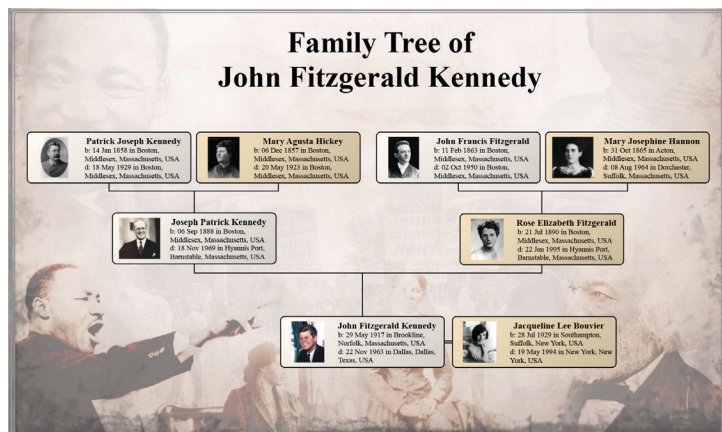 Family Tree of
John Fitzgerald Kennedy
Patrick Joseph Kennedy
b: 14 Jan 1858 in Boston,
Middlesex, Massachusetts, USA
d: 18 May 1929 in Boston,
Middlesex, Massachusetts, USA
Mary Agusta Hickey
b: 06 Dec 1857 in Boston,
Middlesex, Massachusetts, USA
d: 20 May 1923 in Boston,
Middlesex, Massachusetts, USA
John Francis Fitzgerald
b: 11 Feb 1863 in Boston,
Middlesex, Massachusetts, USA
d: 02 Oct 1950 in Boston,
Middlesex, Massachusetts, USA
Mary Josephine Hannon
b: 31 Oct 1865 in Acton,
Middlesex, Massachusetts, USA
d: 08 Aug 1964 in Dorchester,
Suffolk, Massachusetts, USA
Joseph Patrick Kennedy
b: 06 Sep 1888 in Boston,
Middlesex, Massachusetts, USA
d: 18 Nov 1969 in Hyannis Port,
Barnstable, Massachusetts, USA
Rose Elizabeth Fitzgerald
b: 21 Jul 1890 in Boston,
Middlesex, Massachusetts, USA
d: 22 Jan 1995 in Hyannis Port,
Barnstable, Massachusetts, USA
John Fitzgerald Kennedy
b: 29 May 1917 in Brookline,
Norfolk, Massachusetts, USA
d: 22 Nov 1963 in Dallas, Dallas,
Texas, USA
Jacqueline Lee Bouvier
b: 28 Jul 1929 in Southampton,
Suffolk, New York, USA
d: 19 May 1994 in New York, New
York, USA